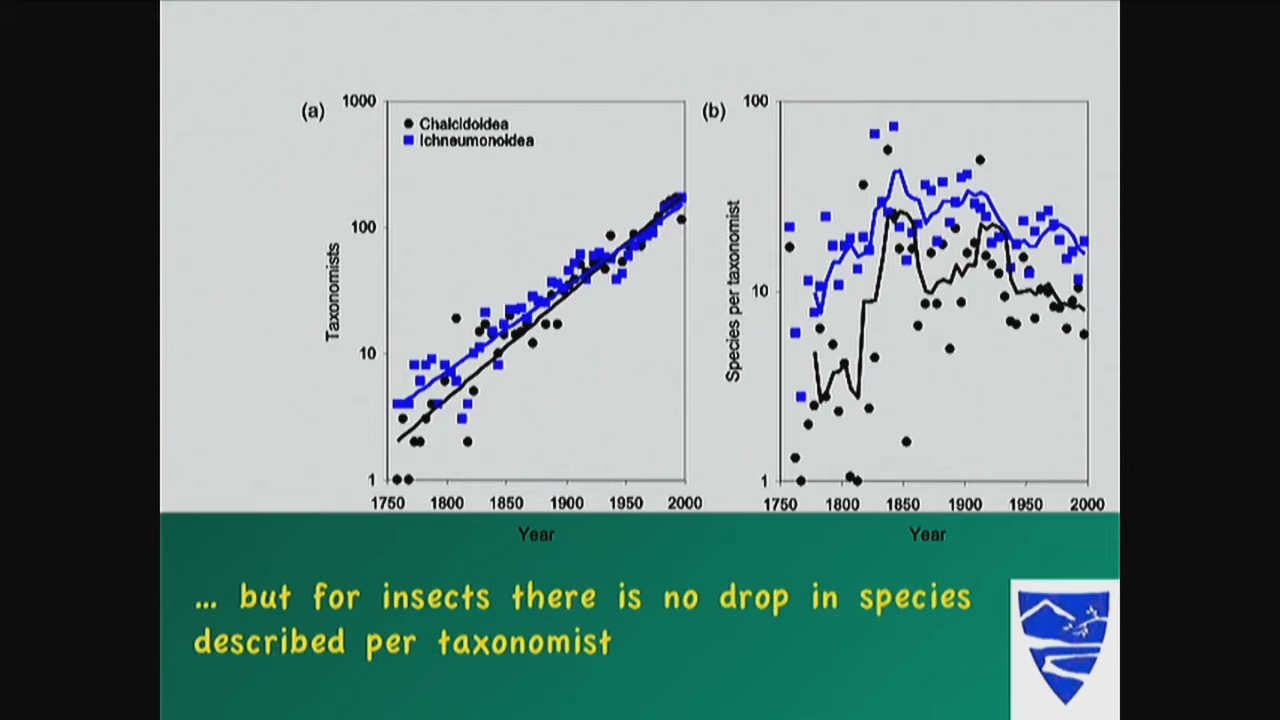 (a)
1000
100
10
1
Taxonomists
Chalcidoidea
Ichneumonoidea
1750 1800 1850 1900 1950 2000
Year
(b)
100
10
1
Species per taxonomist
1750 1800 1850 1900 1950 2000
Year
... but for insects there is no drop in species
described per taxonomist